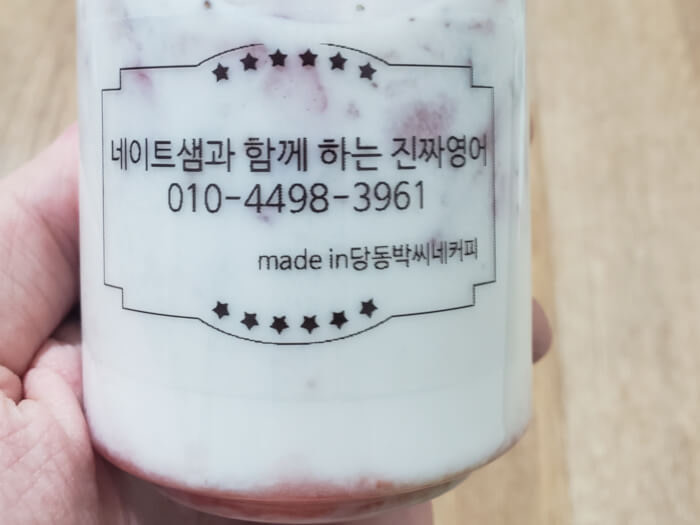 네이트샘과 함께 하는 진짜영어
010-4498-3961
made in당동박씨네커피